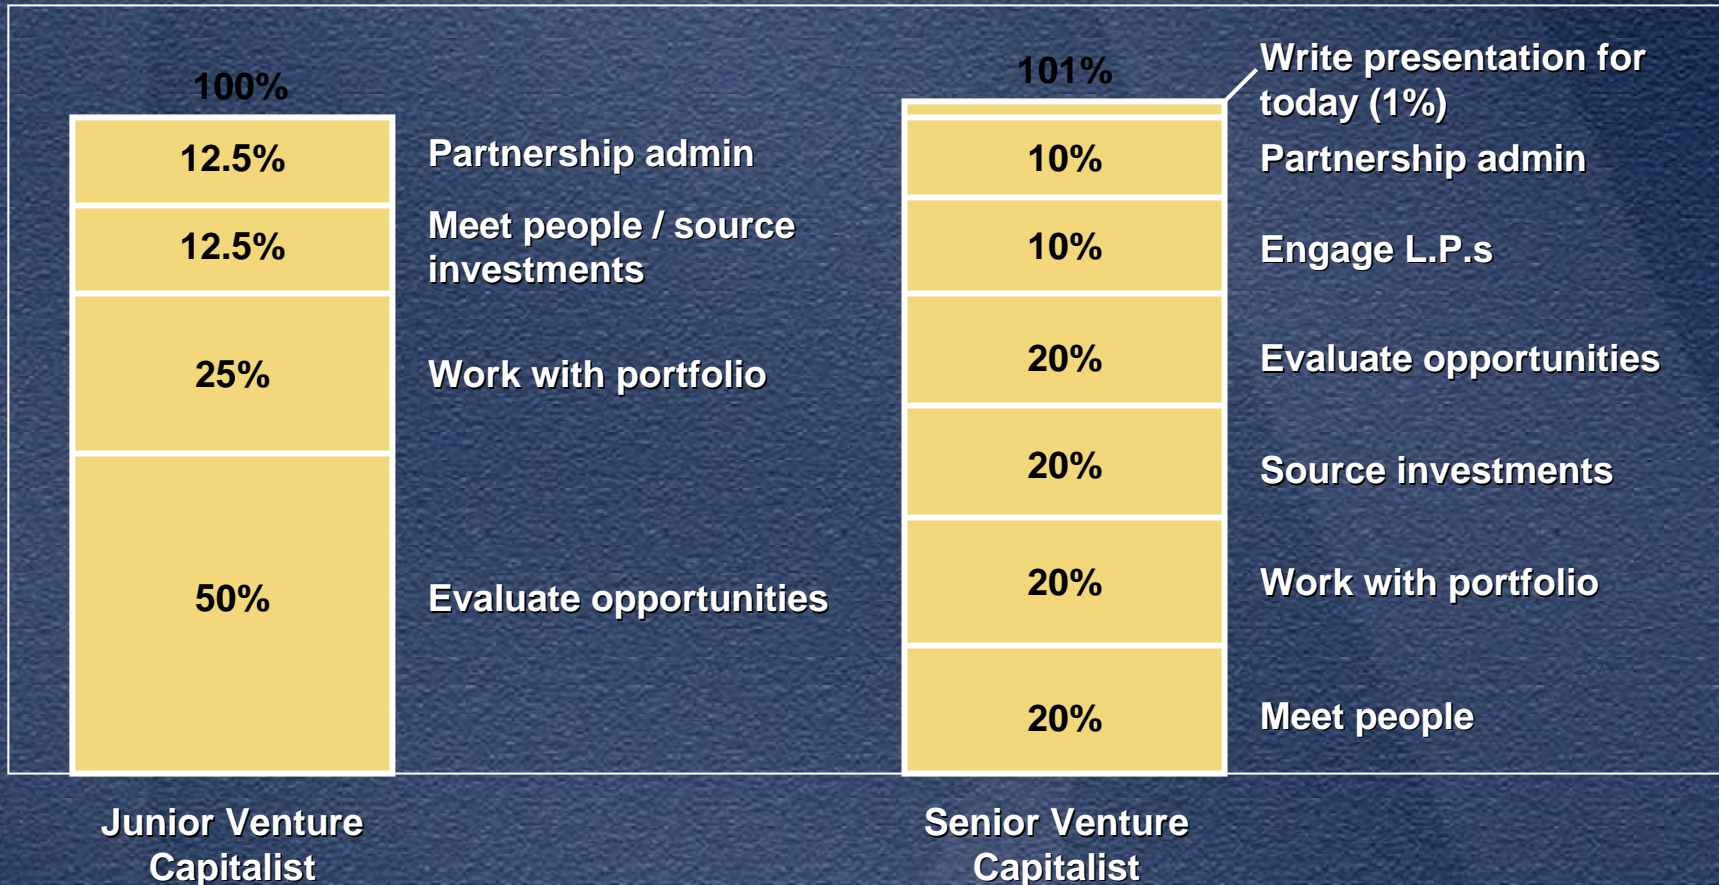 100%
12.5%
Partnership admin
12.5%
Meet people / source
investments
25%
Work with portfolio
50%
Evaluate opportunities
Junior Venture
Capitalist
101%
Write presentation for
today (1%)
10%
Partnership admin
10%
Engage L.P.s
20%
Evaluate opportunities
20%
Source investments
20%
Work with portfolio
20%
Meet people
Senior Venture
Capitalist